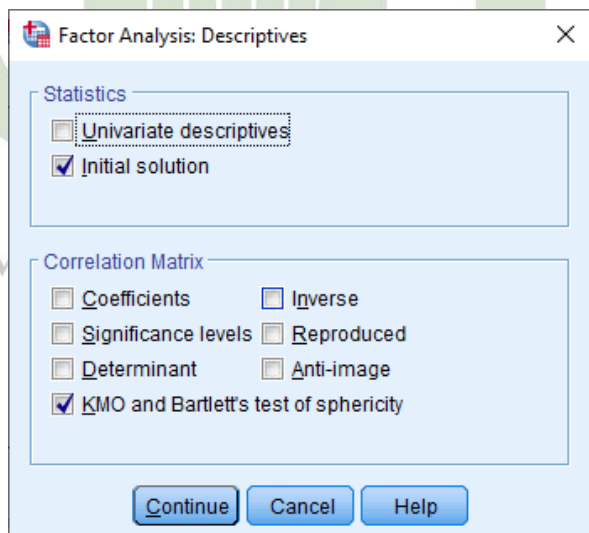 Factor Analysis: Descriptives
Statistics
Univariate descriptives
Initial solution
Correlation Matrix
Coefficients Inverse
Significance levels Reproduced
Determinant Anti-image
KMO and Bartlett's test of sphericity
Continue Cancel Help